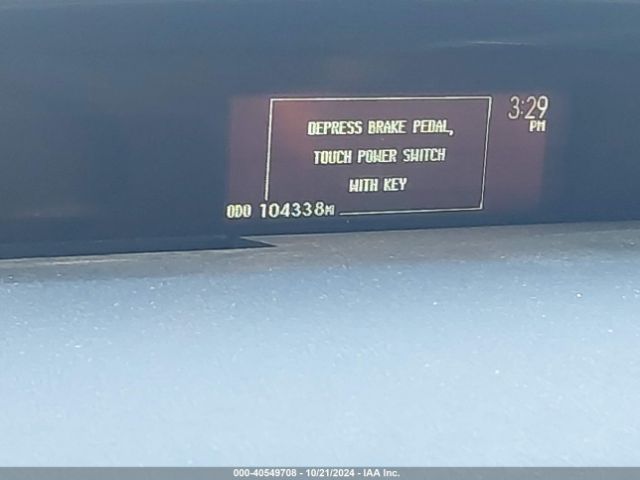 3:29
PM
DEPRESS BRAKE PEDAL,
TOUCH POWER SWITCH
WITH KEY
ODO 104338MI
000-40549708 - 10/21/2024 - IAA Inc.